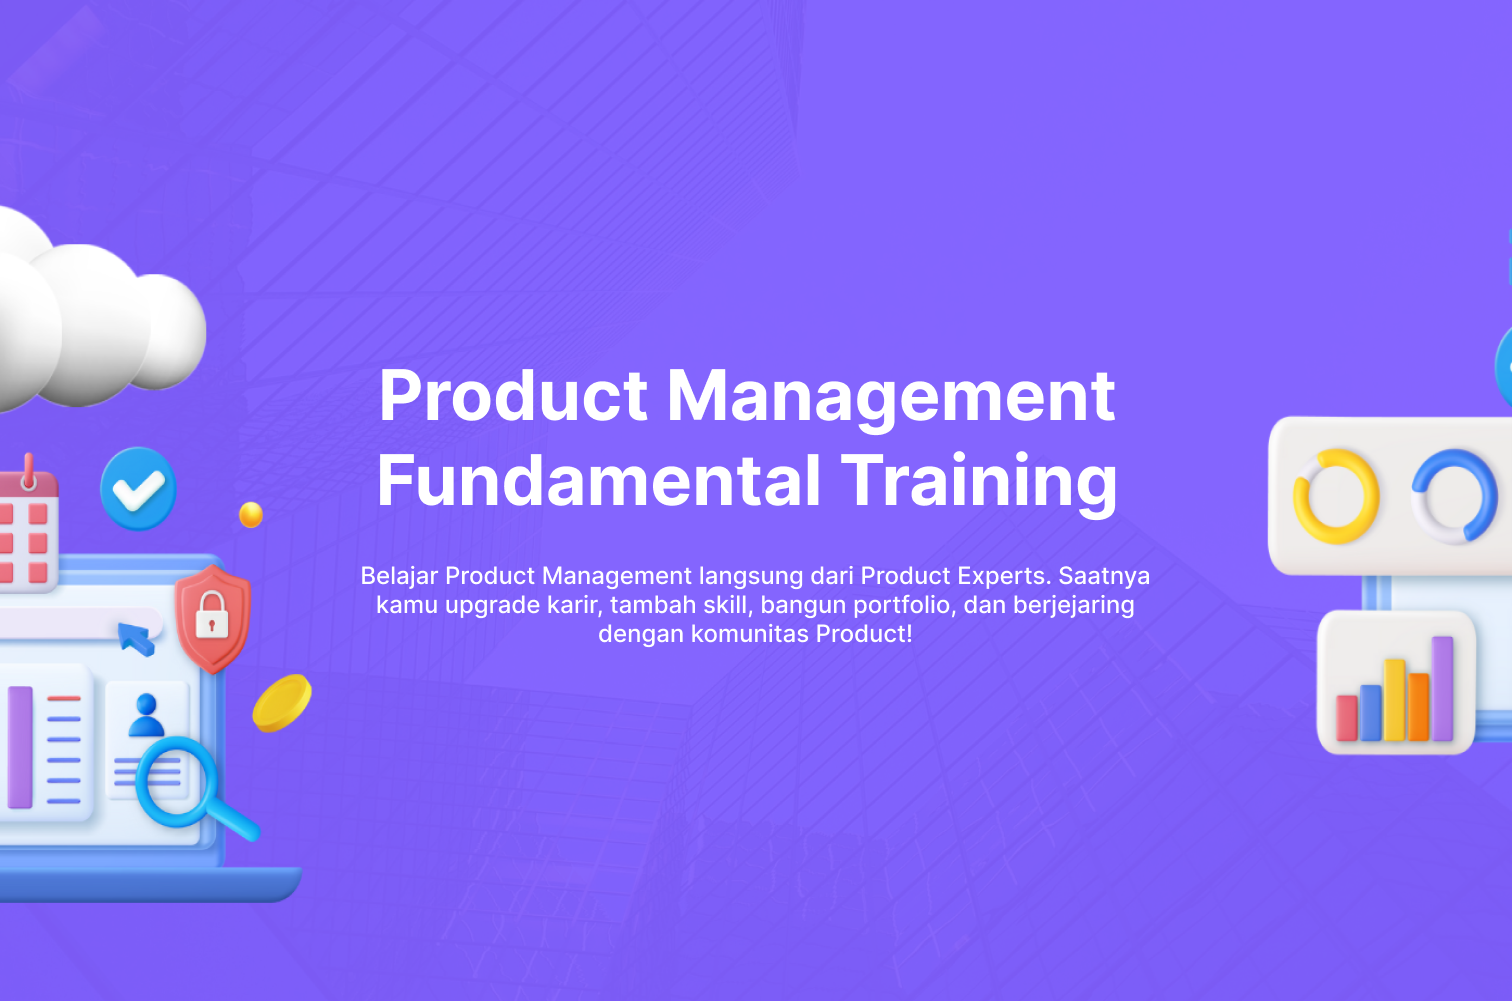 Product Management
Fundamental Training
Belajar Product Management langsung dari Product Experts. Saatnya
kamu upgrade karir, tambah skill, bangun portfolio, dan berjejaring
dengan komunitas Product!